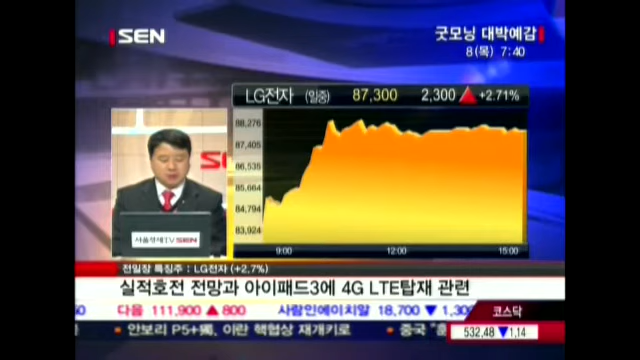 SEN
굿모닝 대박예감
8(목) 7:40
LG전자 (일중) 87,300 2,300 ▲ +2.71%
88,276
87,405
86,535
85,664
84,794
83,924
9:00 12:00 15:00
서울경제TV SEN
전일장 특징주 : LG전자 (+2.7%)
실적호전 전망과 아이패드3에 4G LTE탑재 관련
다음 111,900 ▲ 800 사람인에이치알 18,700 ▼ 1,300
코스닥
안보리 P5+獨, 이란 핵협상 재개키로 중국
532.48 ▼1.14